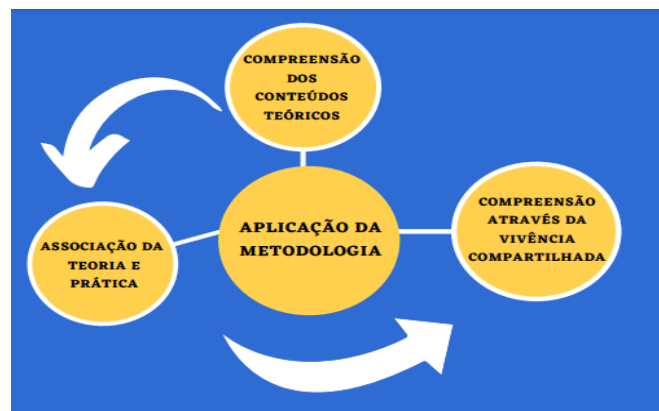 COMPREENSÃO
DOS
CONTEÚDOS
TEÓRICOS
APLICAÇÃO DA
METODOLOGIA
ASSOCIAÇÃO DA
TEORIA E
PRÁTICA
COMPREENSÃO
ATRAVÉS DA
VIVÊNCIA
COMPARTILHADA